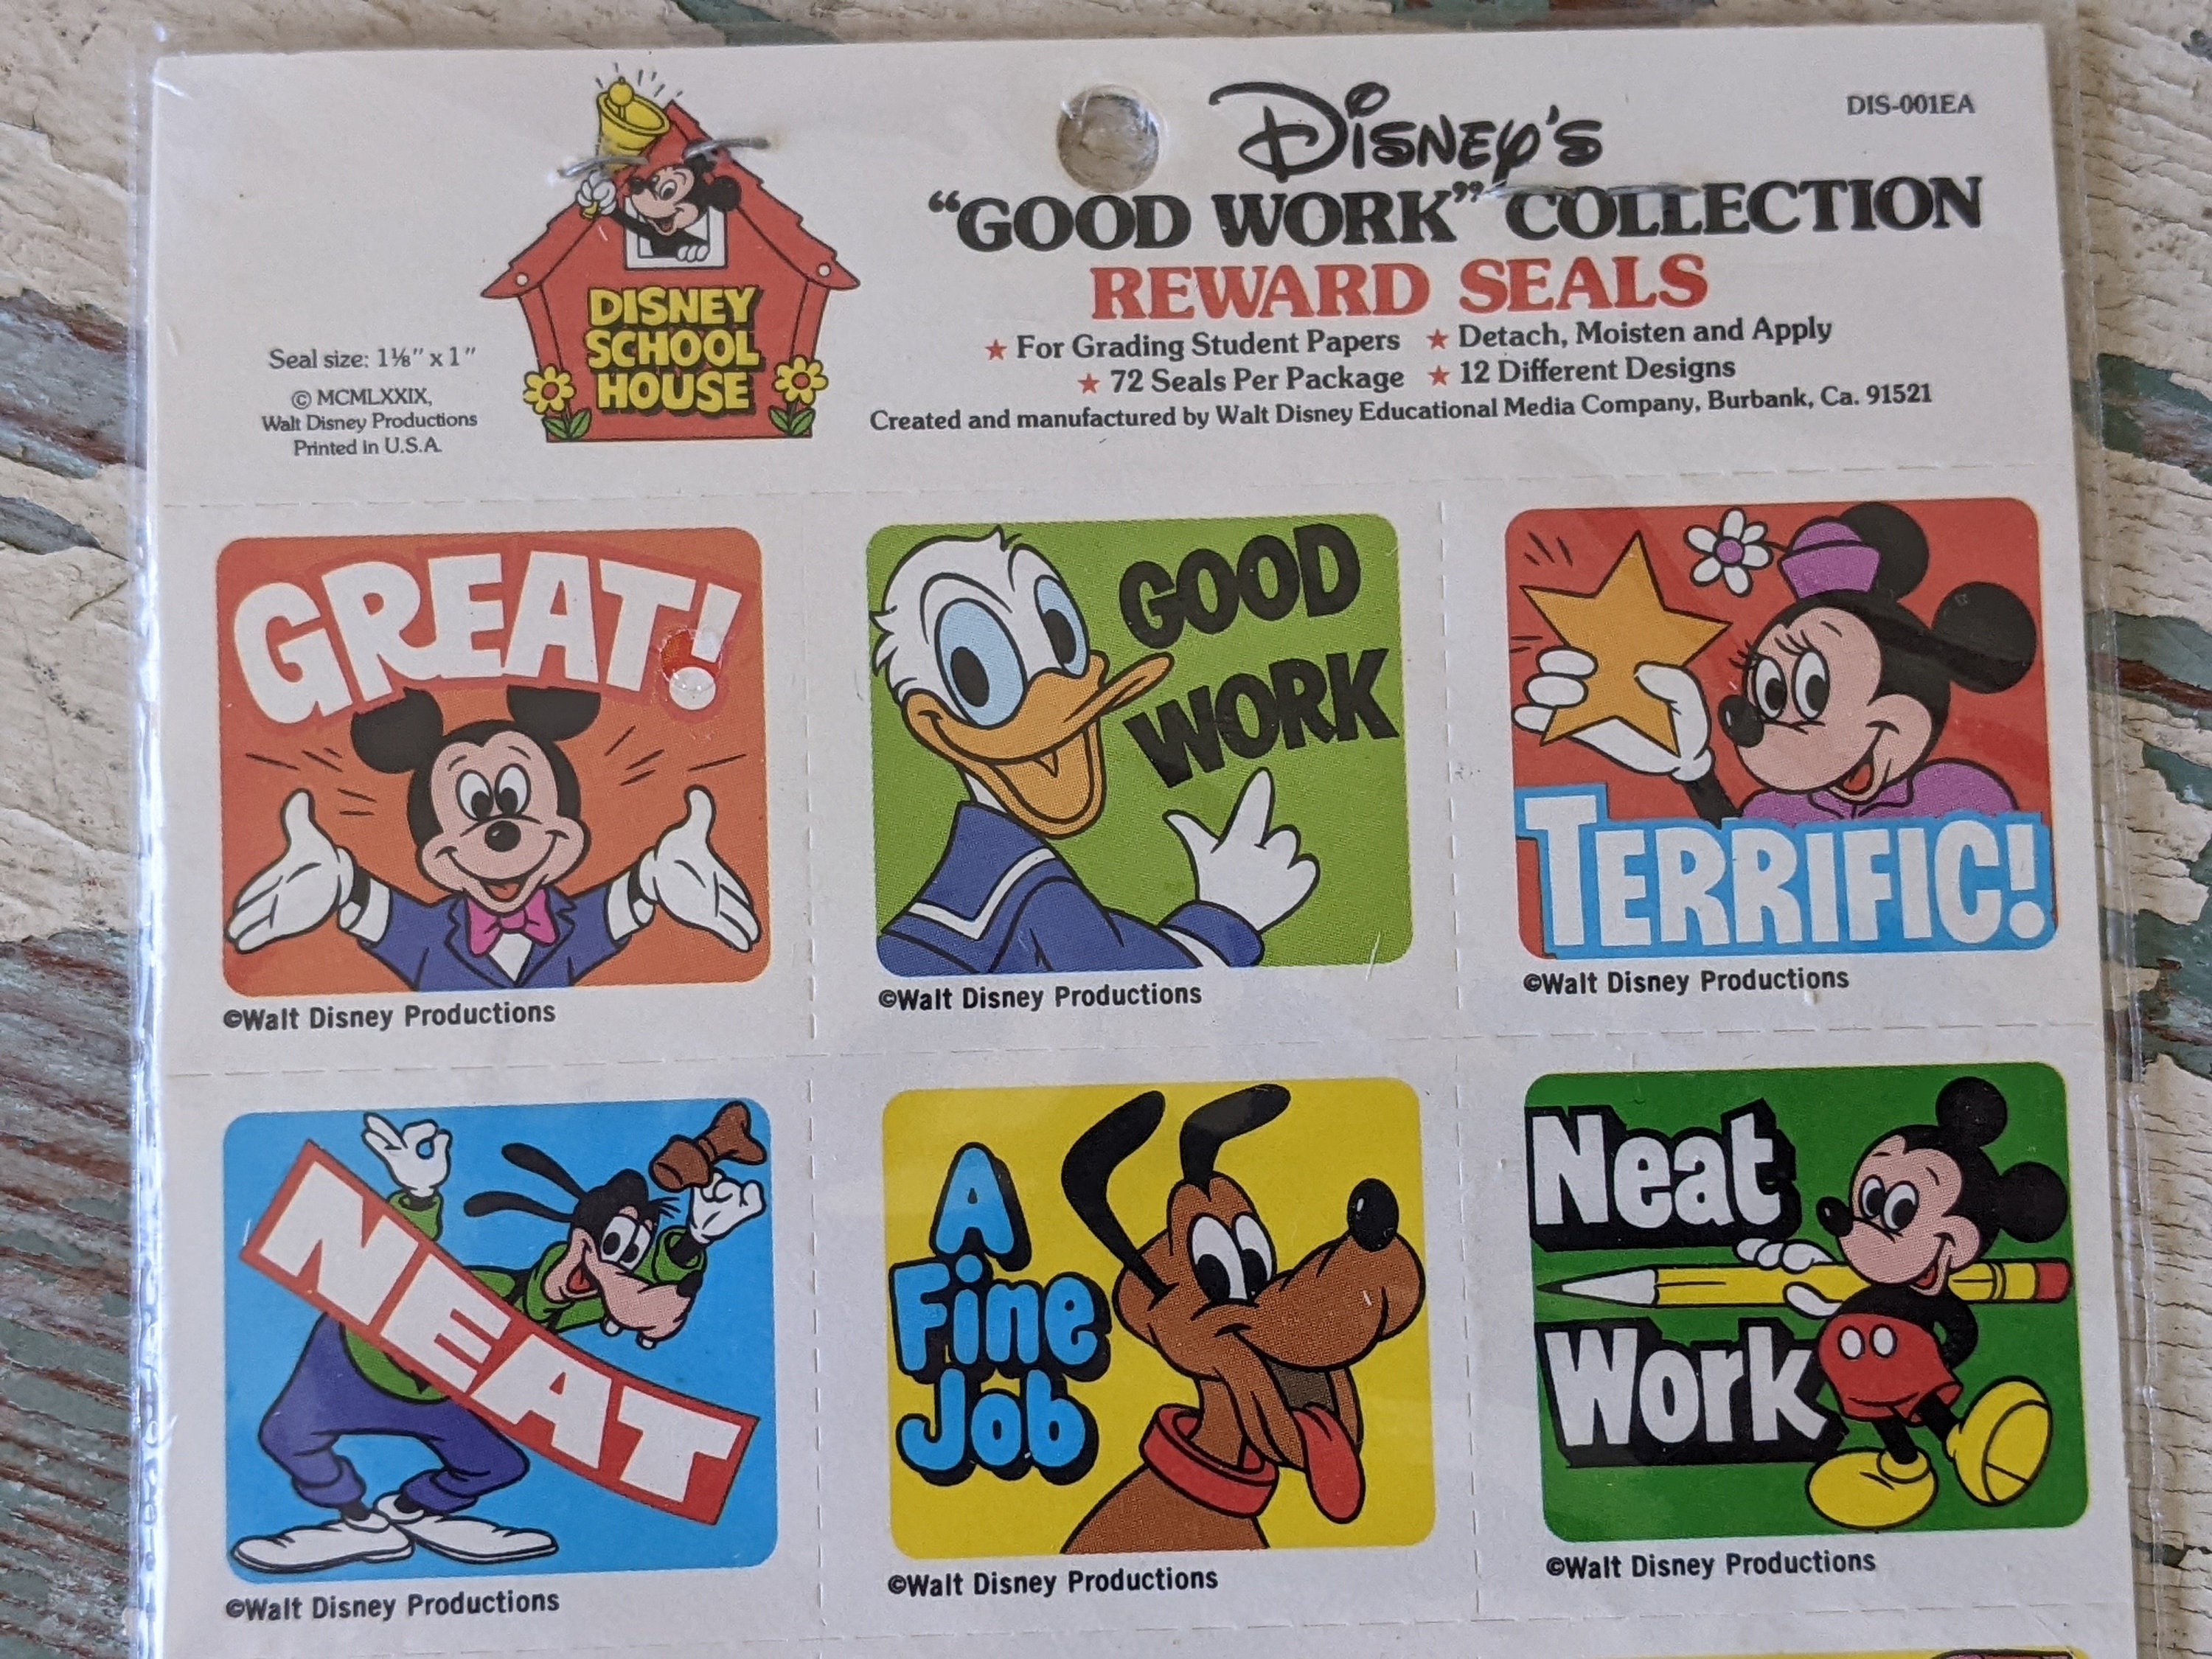 DISNEY'S
DIS-001EA
"GOOD WORK" COLLECTION
REWARD SEALS
★ For Grading Student Papers ★ Detach, Moisten and Apply
★ 72 Seals Per Package ★ 12 Different Designs
Created and manufactured by Walt Disney Educational Media Company, Burbank, Ca. 91521
DISNEY
SCHOOL
HOUSE
Seal size: 1⅛" x 1"
© MCMLXXIX,
Walt Disney Productions
Printed in U.S.A.
GREAT!
©Walt Disney Productions
GOOD
WORK
©Walt Disney Productions
TERRIFIC!
©Walt Disney Productions
NEAT
©Walt Disney Productions
A
Fine
Job
©Walt Disney Productions
Neat
Work
©Walt Disney Productions